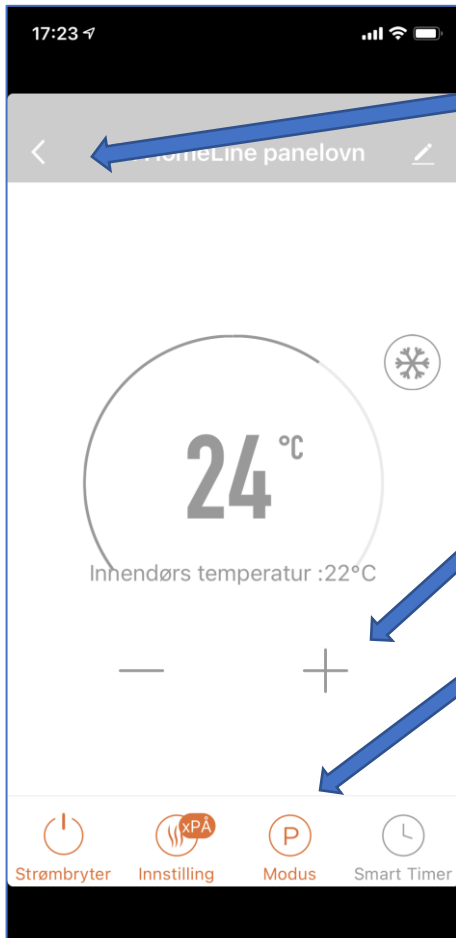 17:23
HomeLine panelovn
24 °C
Innendørs temperatur :22°C
xPÅ
P
Strømbryter Innstilling Modus Smart Timer